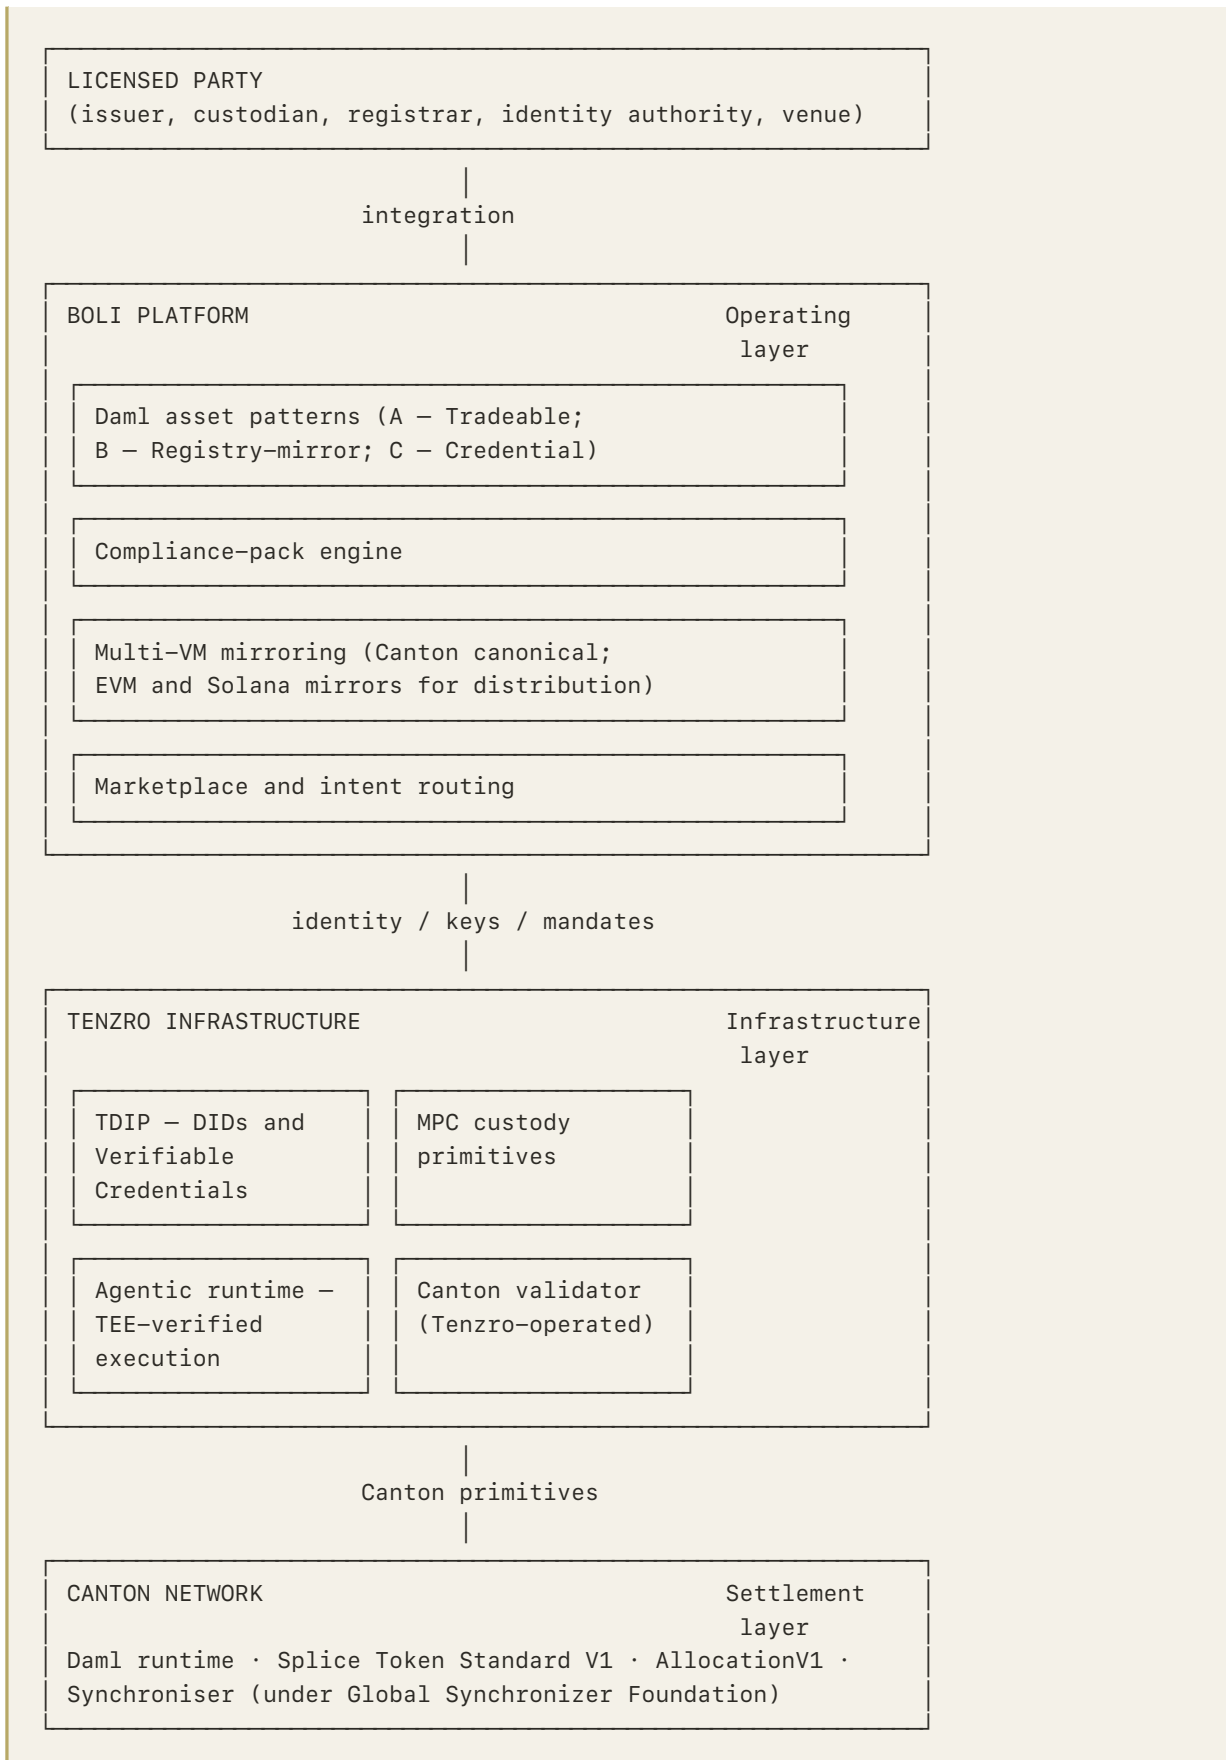 LICENSED PARTY
(issuer, custodian, registrar, identity authority, venue)
integration
BOLI PLATFORM Operating
layer
Daml asset patterns (A — Tradeable;
B — Registry-mirror; C — Credential)
Compliance-pack engine
Multi-VM mirroring (Canton canonical;
EVM and Solana mirrors for distribution)
Marketplace and intent routing
identity / keys / mandates
TENZRO INFRASTRUCTURE Infrastructure
layer
TDIP — DIDs and
Verifiable
Credentials
MPC custody
primitives
Agentic runtime —
TEE-verified
execution
Canton validator
(Tenzro-operated)
Canton primitives
CANTON NETWORK Settlement
layer
Daml runtime · Splice Token Standard V1 · AllocationV1 ·
Synchroniser (under Global Synchronizer Foundation)